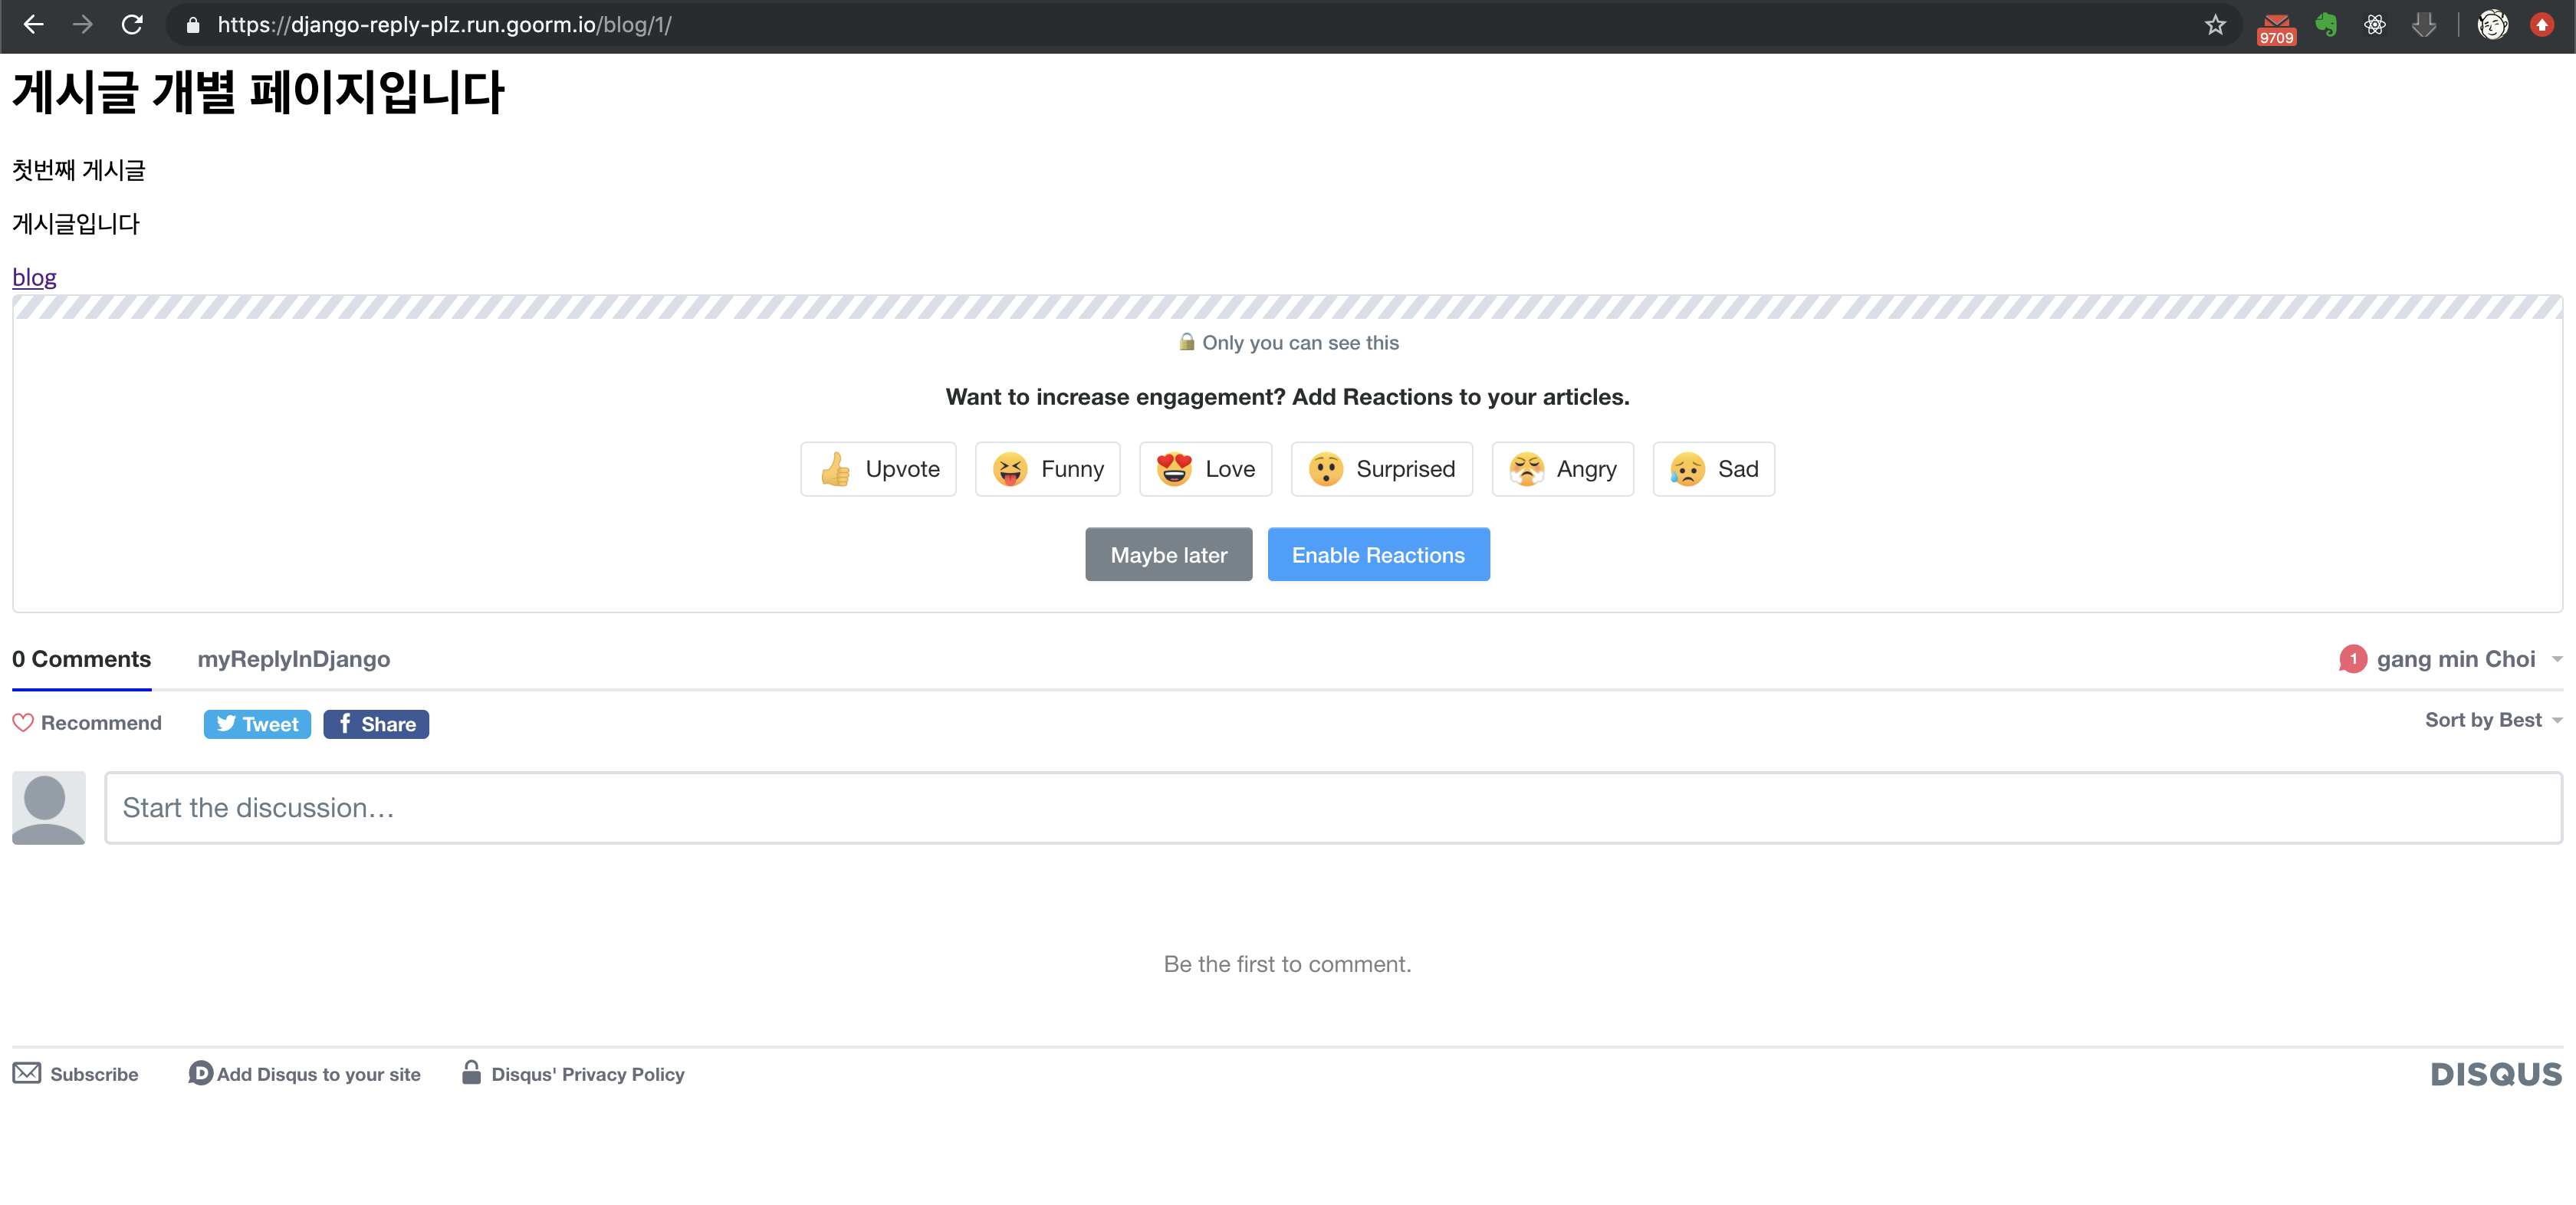 https://django-reply-plz.run.goorm.io/blog/1/
9709
게시글 개별 페이지입니다
첫번째 게시글
게시글입니다
blog
Only you can see this
Want to increase engagement? Add Reactions to your articles.
Upvote Funny Love Surprised Angry Sad
Maybe later Enable Reactions
0 Comments myReplyInDjango 1 gang min Choi
Recommend Tweet f Share Sort by Best
Start the discussion…
Be the first to comment.
Subscribe D Add Disqus to your site Disqus' Privacy Policy DISQUS